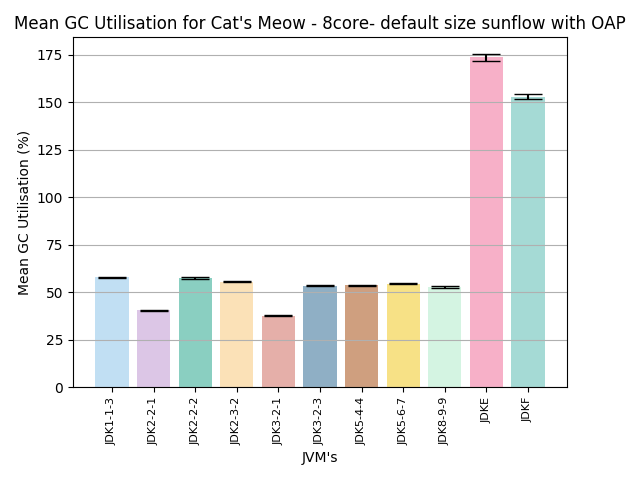 Mean GC Utilisation for Cat's Meow - 8core- default size sunflow with OAP
Mean GC Utilisation (%)
175
150
125
100
75
50
25
0
JDK1-1-3
JDK2-2-1
JDK2-2-2
JDK2-3-2
JDK3-2-1
JDK3-2-3
JDK5-4-4
JDK5-6-7
JDK8-9-9
JDKE
JDKF
JVM's